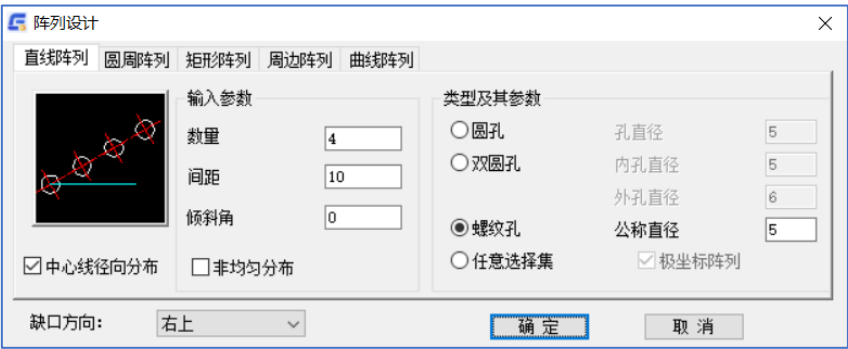 阵列设计
直线阵列 圆周阵列 矩形阵列 周边阵列 曲线阵列
输入参数
数量 4
间距 10
倾斜角 0
中心线径向分布 非均匀分布
类型及其参数
圆孔 孔直径 5
双圆孔 内孔直径 5
外孔直径 6
螺纹孔 公称直径 5
任意选择集 极坐标阵列
缺口方向: 右上 确定 取消